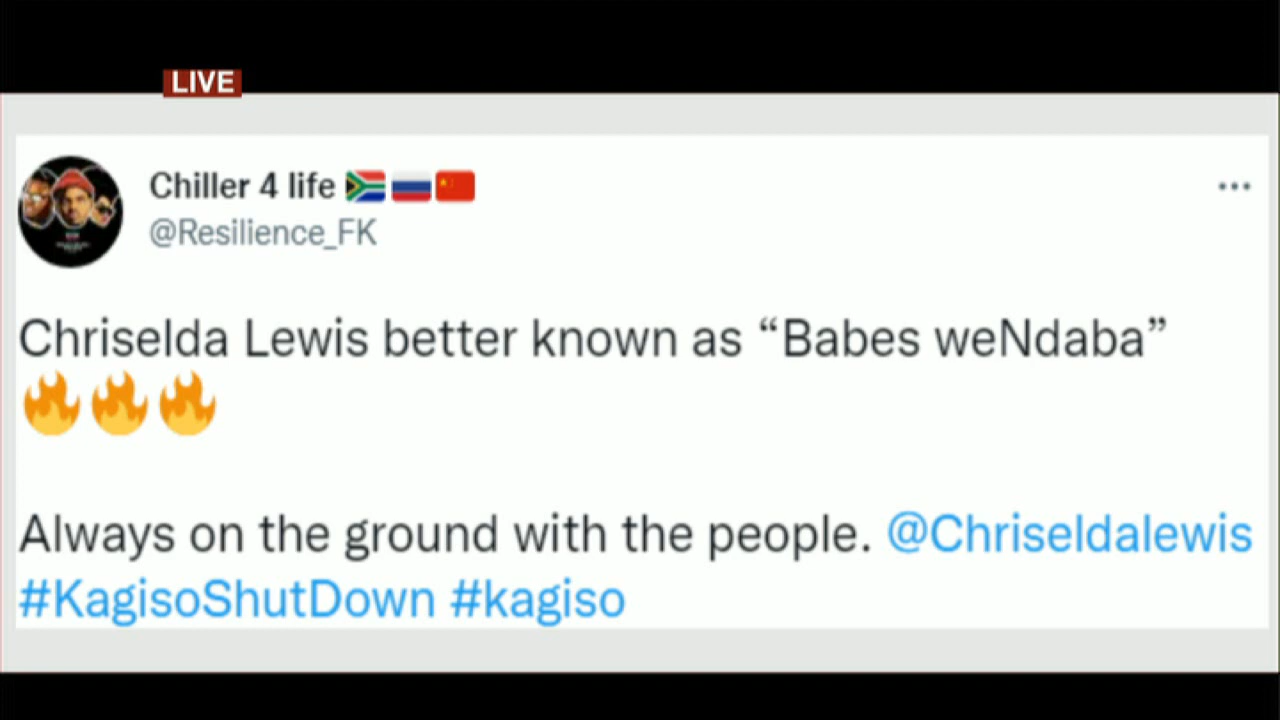 LIVE
Chiller 4 life 🇿🇦🇷🇺🇨🇳
@Resilience_FK
Chriselda Lewis better known as “Babes weNdaba”
🔥🔥🔥
Always on the ground with the people. @Chriseldalewis
#KagisoShutDown #kagiso